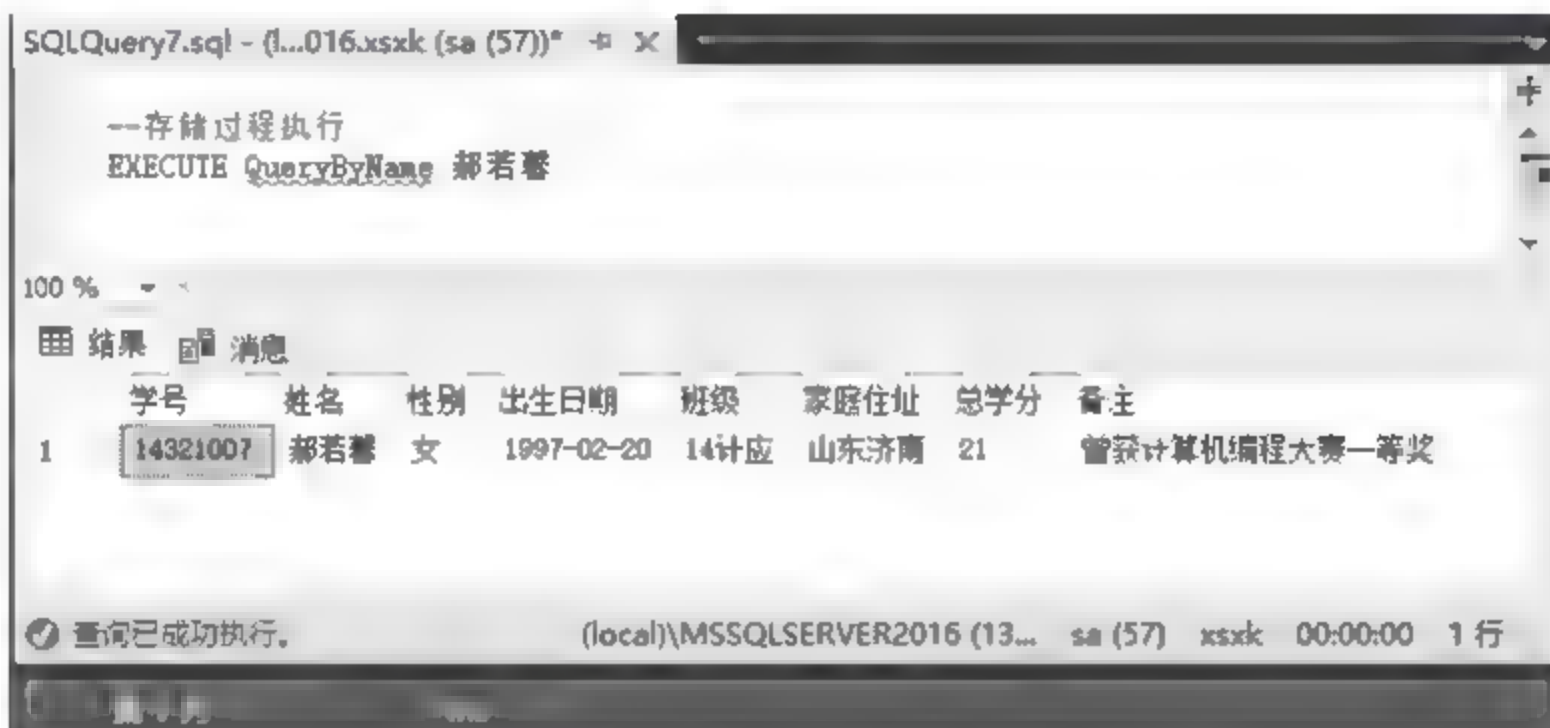 SQLQuery7.sql - (l...016.xsxk (sa (57))*
--存储过程执行
EXECUTE QueryByName 郝若馨
100 %
结果 消息
学号 姓名 性别 出生日期 班级 家庭住址 总学分 备注
1 14321007 郝若馨 女 1997-02-20 14计应 山东济南 21 曾获计算机编程大赛一等奖
查询已成功执行。 (local)\MSSQLSERVER2016 (13... sa (57) xsxk 00:00:00 1 行